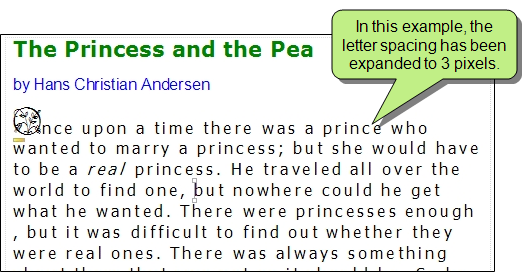 In this example, the
letter spacing has been
expanded to 3 pixels.
The Princess and the Pea
by Hans Christian Andersen
nce upon a time there was a prince who
wanted to marry a princess; but she would have
to be a real princess. He traveled all over the
world to find one, but nowhere could he get
what he wanted. There were princesses enough
, but it was difficult to find out whether they
were real ones. There was always something